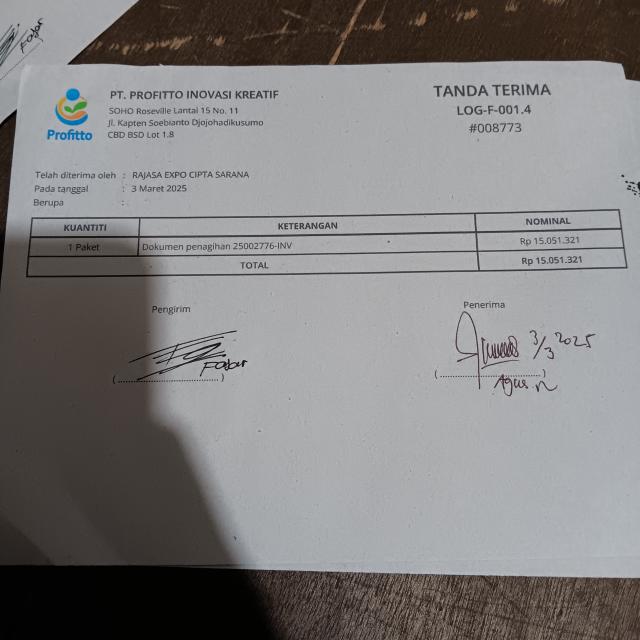 Fajar
Profitto
PT. PROFITTO INOVASI KREATIF
SOHO Roseville Lantai 15 No. 11
Jl. Kapten Soebianto Djojohadikusumo
CBD BSD Lot 1.8
TANDA TERIMA
LOG-F-001.4
#008773
Telah diterima oleh : RAJASA EXPO CIPTA SARANA
Pada tanggal : 3 Maret 2025
Berupa :
KUANTITI KETERANGAN NOMINAL
1 Paket Dokumen penagihan 25002776-INV Rp 15.051.321
TOTAL Rp 15.051.321
Pengirim Penerima
Fajar
3/3 2025
(........................) (........................)
Agus n